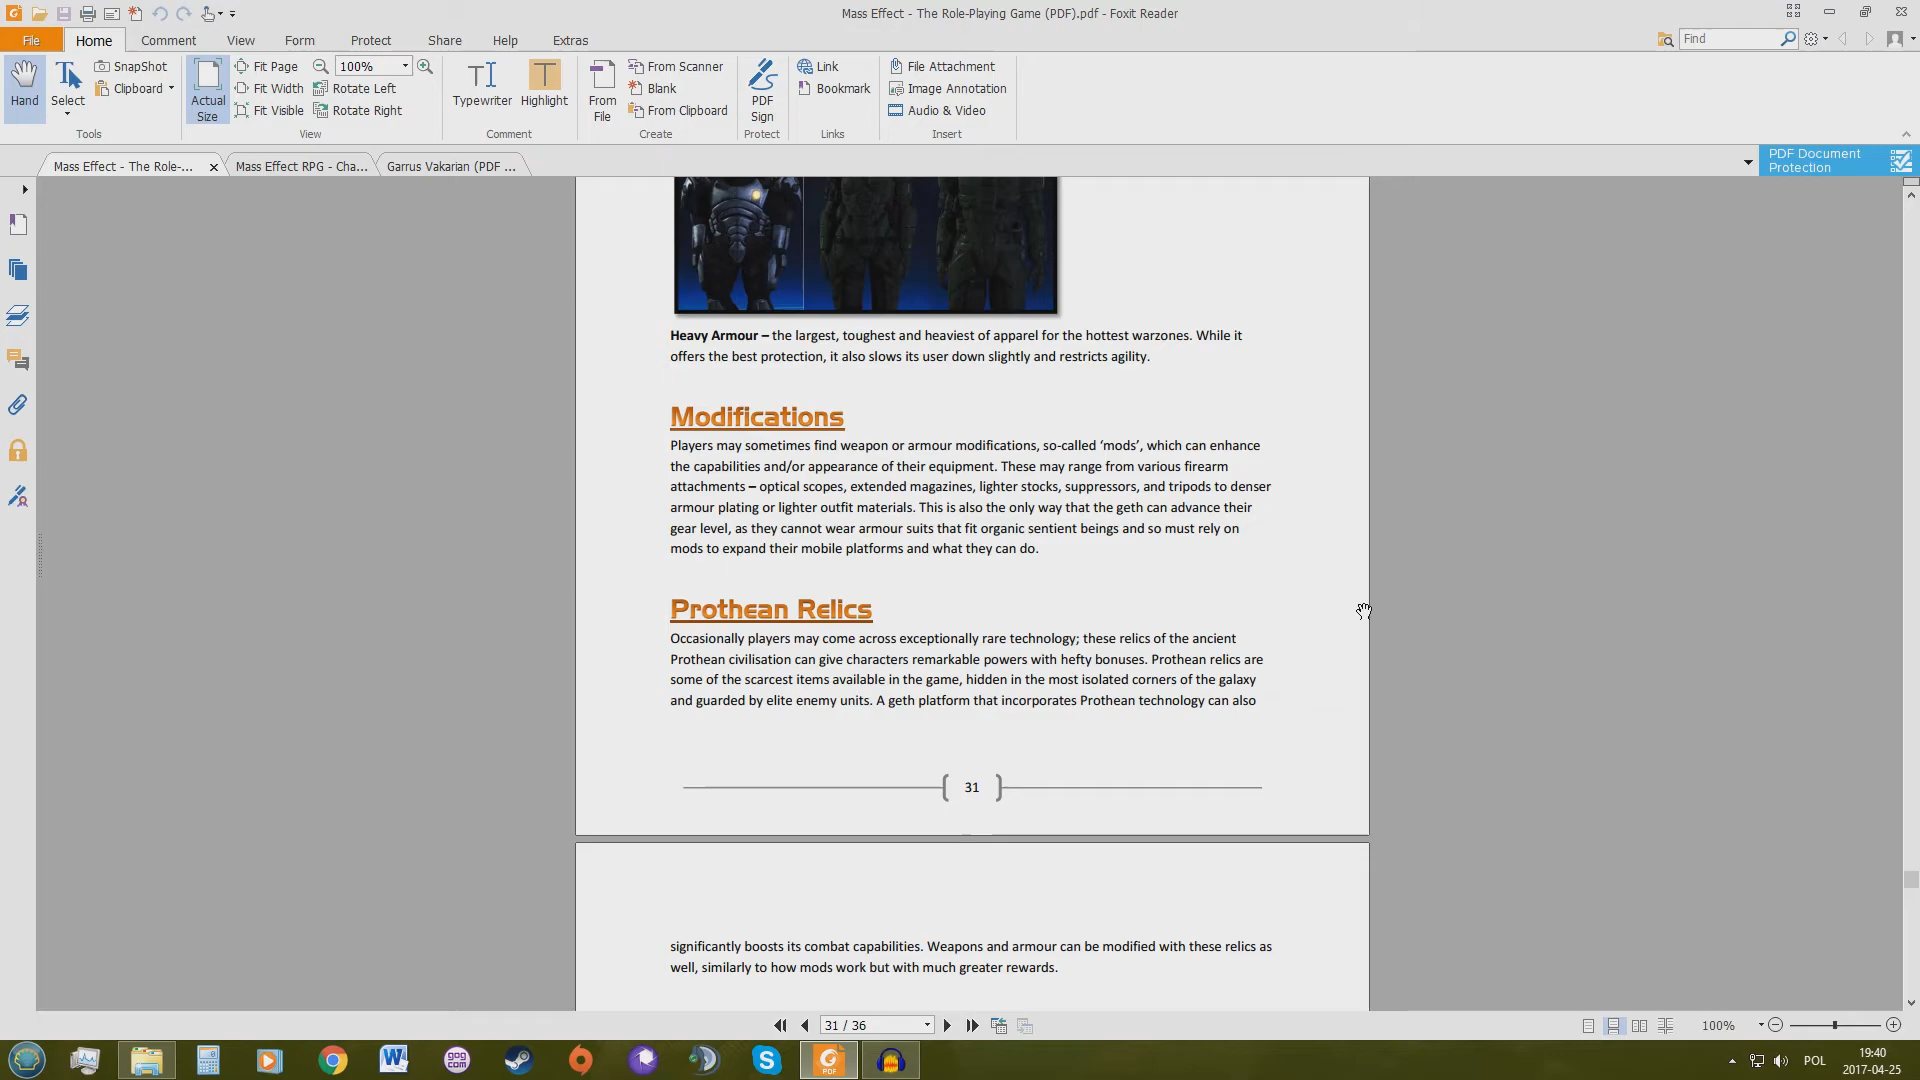 Mass Effect - The Role-Playing Game (PDF).pdf - Foxit Reader
File Home Comment View Form Protect Share Help Extras
Find
Hand
Select
SnapShot
Clipboard
Tools
Actual
Size
Fit Page
Fit Width
Fit Visible
100%
Rotate Left
Rotate Right
View
Typewriter
Highlight
Comment
From
File
From Scanner
Blank
From Clipboard
Create
PDF
Sign
Protect
Link
Bookmark
Links
File Attachment
Image Annotation
Audio & Video
Insert
Mass Effect - The Role-...
Mass Effect RPG - Cha...
Garrus Vakarian (PDF ...
PDF Document
Protection
Heavy Armour – the largest, toughest and heaviest of apparel for the hottest warzones. While it
offers the best protection, it also slows its user down slightly and restricts agility.
Modifications
Players may sometimes find weapon or armour modifications, so-called ‘mods’, which can enhance
the capabilities and/or appearance of their equipment. These may range from various firearm
attachments – optical scopes, extended magazines, lighter stocks, suppressors, and tripods to denser
armour plating or lighter outfit materials. This is also the only way that the geth can advance their
gear level, as they cannot wear armour suits that fit organic sentient beings and so must rely on
mods to expand their mobile platforms and what they can do.
Prothean Relics
Occasionally players may come across exceptionally rare technology; these relics of the ancient
Prothean civilisation can give characters remarkable powers with hefty bonuses. Prothean relics are
some of the scarcest items available in the game, hidden in the most isolated corners of the galaxy
and guarded by elite enemy units. A geth platform that incorporates Prothean technology can also
31
significantly boosts its combat capabilities. Weapons and armour can be modified with these relics as
well, similarly to how mods work but with much greater rewards.
31 / 36
100%
gog
com
PDF
POL
19:40
2017-04-25